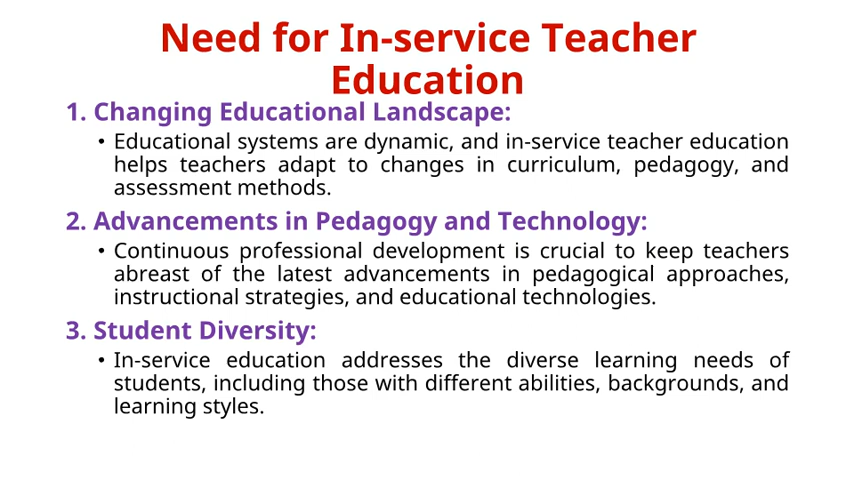 Need for In-service Teacher
Education
1. Changing Educational Landscape:
• Educational systems are dynamic, and in-service teacher education
helps teachers adapt to changes in curriculum, pedagogy, and
assessment methods.
2. Advancements in Pedagogy and Technology:
• Continuous professional development is crucial to keep teachers
abreast of the latest advancements in pedagogical approaches,
instructional strategies, and educational technologies.
3. Student Diversity:
• In-service education addresses the diverse learning needs of
students, including those with different abilities, backgrounds, and
learning styles.